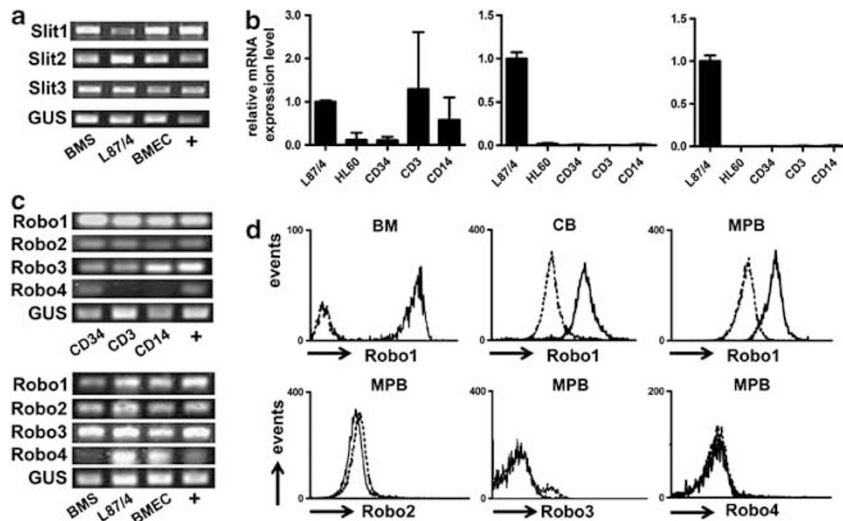 a
Slit1
Slit2
Slit3
GUS
BMS L87/4 BMEC +
b
relative mRNA
expression level
3.0
2.0
1.0
0.0
L87/4 HL60 CD34 CD3 CD14
1.5
1.0
0.5
0.0
L87/4 HL60 CD34 CD3 CD14
1.5
1.0
0.5
0.0
L87/4 HL60 CD34 CD3 CD14
c
Robo1
Robo2
Robo3
Robo4
GUS
CD34 CD3 CD14 +
Robo1
Robo2
Robo3
Robo4
GUS
BMS L87/4 BMEC +
d
BM
events
100
0
Robo1
CB
400
0
Robo1
MPB
400
0
Robo1
MPB
events
400
0
Robo2
MPB
400
0
Robo3
MPB
200
0
Robo4